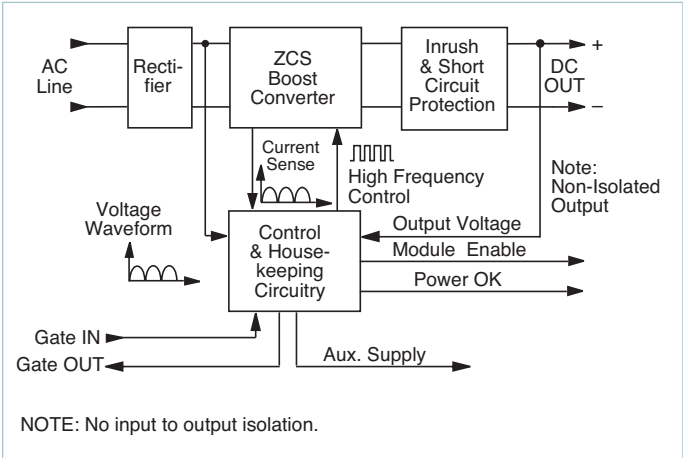 AC
Line
Recti-
fier
ZCS
Boost
Converter
Inrush
& Short
Circuit
Protection
+
DC
OUT
–
Current
Sense
High Frequency
Control
Note:
Non-Isolated
Output
Voltage
Waveform
Control
& House-
keeping
Circuitry
Output Voltage
Module Enable
Power OK
Gate IN
Gate OUT
Aux. Supply
NOTE: No input to output isolation.